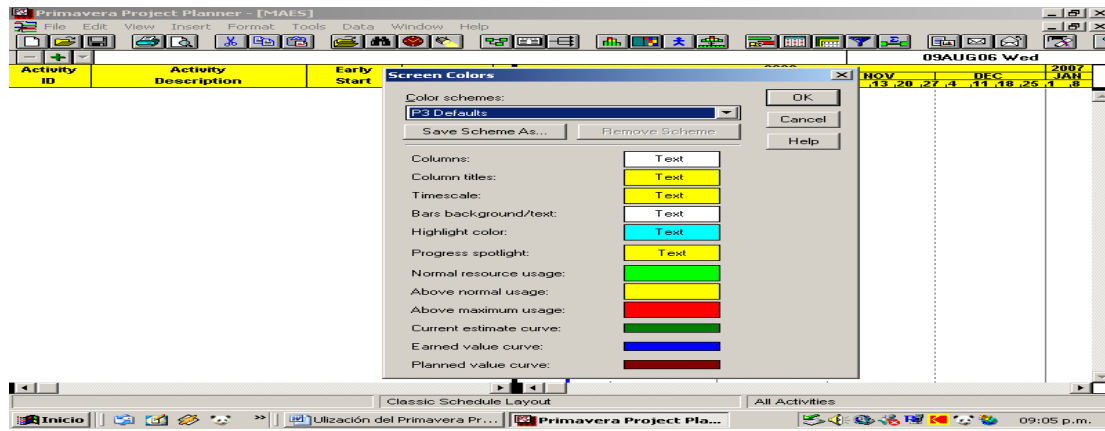 Primavera Project Planner - [MAES]
File Edit View Insert Format Tools Data Window Help
09AUG06 Wed
Activity ID
Activity Description
Early Start
NOV DEC 2007 JAN
,13 ,20 ,27 ,4 ,11 ,18 ,25 ,1 ,8
Screen Colors
Color schemes:
P3 Defaults
Save Scheme As...
Remove Scheme
OK
Cancel
Help
Columns: Text
Column titles: Text
Timescale: Text
Bars background/text: Text
Highlight color: Text
Progress spotlight: Text
Normal resource usage:
Above normal usage:
Above maximum usage:
Current estimate curve:
Earned value curve:
Planned value curve:
Classic Schedule Layout
All Activities
Inicio
Ulización del Primavera Pr...
Primavera Project Pla...
09:05 p.m.